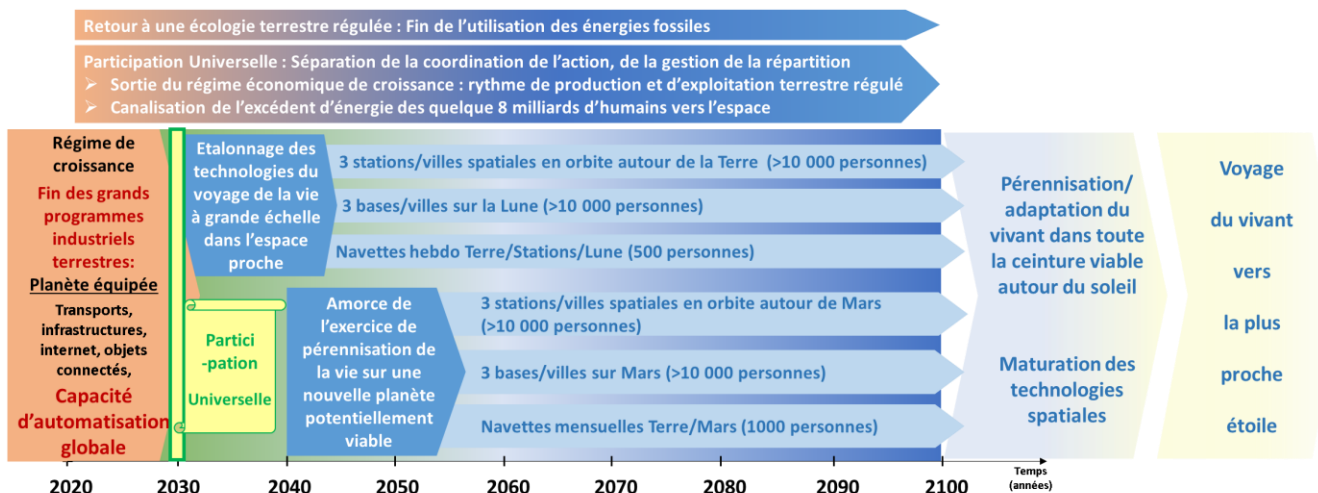 Retour à une écologie terrestre régulée : Fin de l'utilisation des énergies fossiles
Participation Universelle : Séparation de la coordination de l'action, de la gestion de la répartition
➢ Sortie du régime économique de croissance : rythme de production et d'exploitation terrestre régulé
➢ Canalisation de l'excédent d'énergie des quelque 8 milliards d'humains vers l'espace
Régime de
croissance
Fin des grands
programmes
industriels
terrestres:
Planète équipée
Transports,
infrastructures,
internet, objets
connectés,
Capacité
d'automatisation
globale
Partici
-pation
Universelle
Etalonnage des
technologies du
voyage de la vie
à grande échelle
dans l'espace
proche
3 stations/villes spatiales en orbite autour de la Terre (>10 000 personnes)
3 bases/villes sur la Lune (>10 000 personnes)
Navettes hebdo Terre/Stations/Lune (500 personnes)
Amorce de
l'exercice de
pérennisation de
la vie sur une
nouvelle planète
potentiellement
viable
3 stations/villes spatiales en orbite autour de Mars
(>10 000 personnes)
3 bases/villes sur Mars (>10 000 personnes)
Navettes mensuelles Terre/Mars (1000 personnes)
Pérennisation/
adaptation du
vivant dans toute
la ceinture viable
autour du soleil
Maturation des
technologies
spatiales
Voyage
du vivant
vers
la plus
proche
étoile
2020 2030 2040 2050 2060 2070 2080 2090 2100
Temps
(années)